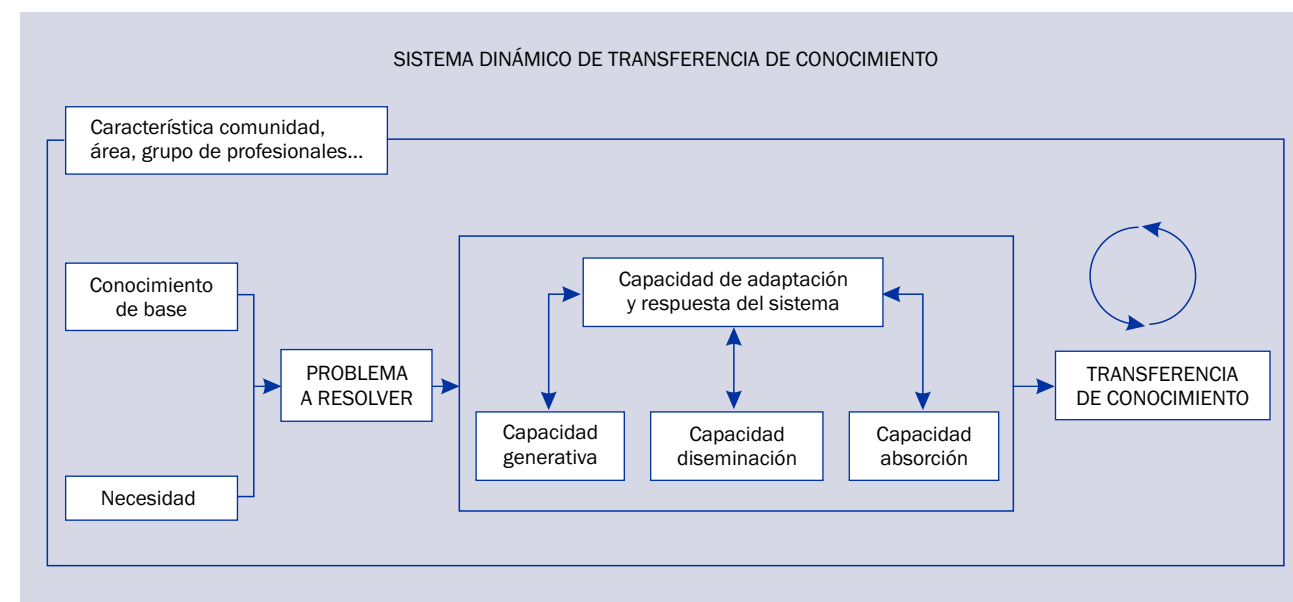 SISTEMA DINÁMICO DE TRANSFERENCIA DE CONOCIMIENTO
Característica comunidad,
área, grupo de profesionales...
Conocimiento
de base
Necesidad
PROBLEMA
A RESOLVER
Capacidad de adaptación
y respuesta del sistema
Capacidad
generativa
Capacidad
diseminación
Capacidad
absorción
TRANSFERENCIA
DE CONOCIMIENTO